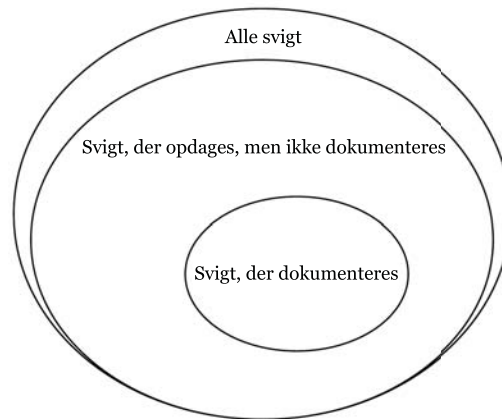 Alle svigt
Svigt, der opdages, men ikke dokumenteres
Svigt, der dokumenteres